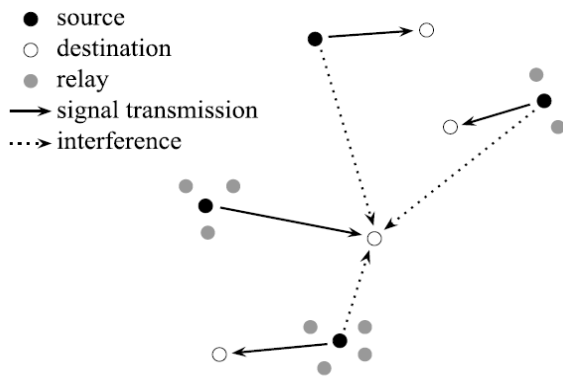 source
destination
relay
signal transmission
interference